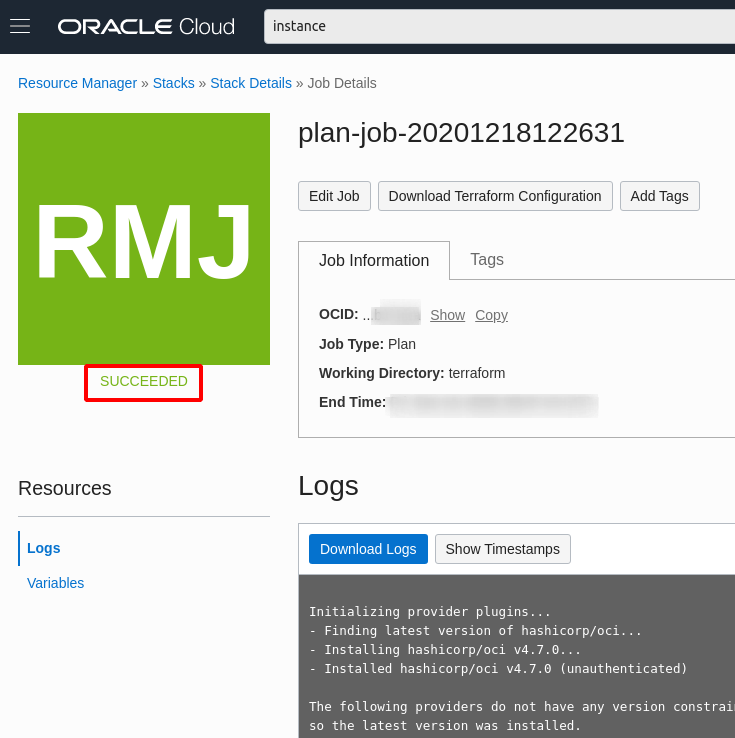 ORACLE Cloud
instance
Resource Manager » Stacks » Stack Details » Job Details
RMJ
SUCCEEDED
plan-job-20201218122631
Edit Job
Download Terraform Configuration
Add Tags
Job Information
Tags
OCID: ... Show Copy
Job Type: Plan
Working Directory: terraform
End Time:
Resources
Logs
Variables
Logs
Download Logs
Show Timestamps
Initializing provider plugins...
- Finding latest version of hashicorp/oci...
- Installing hashicorp/oci v4.7.0...
- Installed hashicorp/oci v4.7.0 (unauthenticated)
The following providers do not have any version constrain
so the latest version was installed.